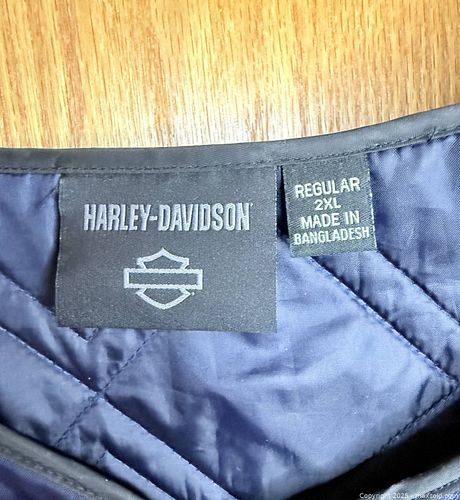 HARLEY-DAVIDSON
REGULAR
2XL
MADE IN
BANGLADESH
Copyright 2025 - maxsold.com